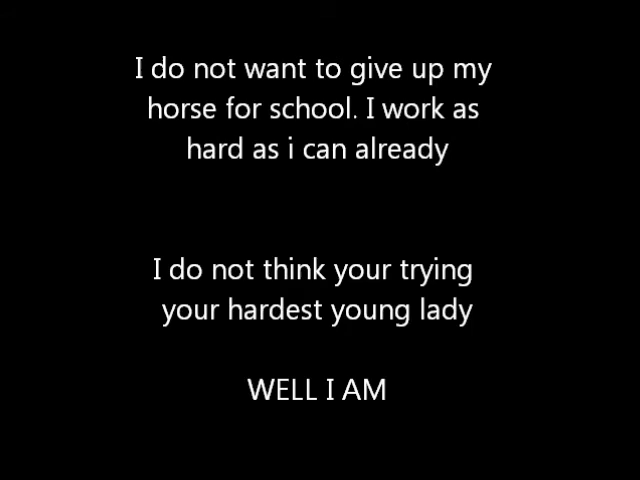 I do not want to give up my
horse for school. I work as
hard as i can already
I do not think your trying
your hardest young lady
WELL I AM